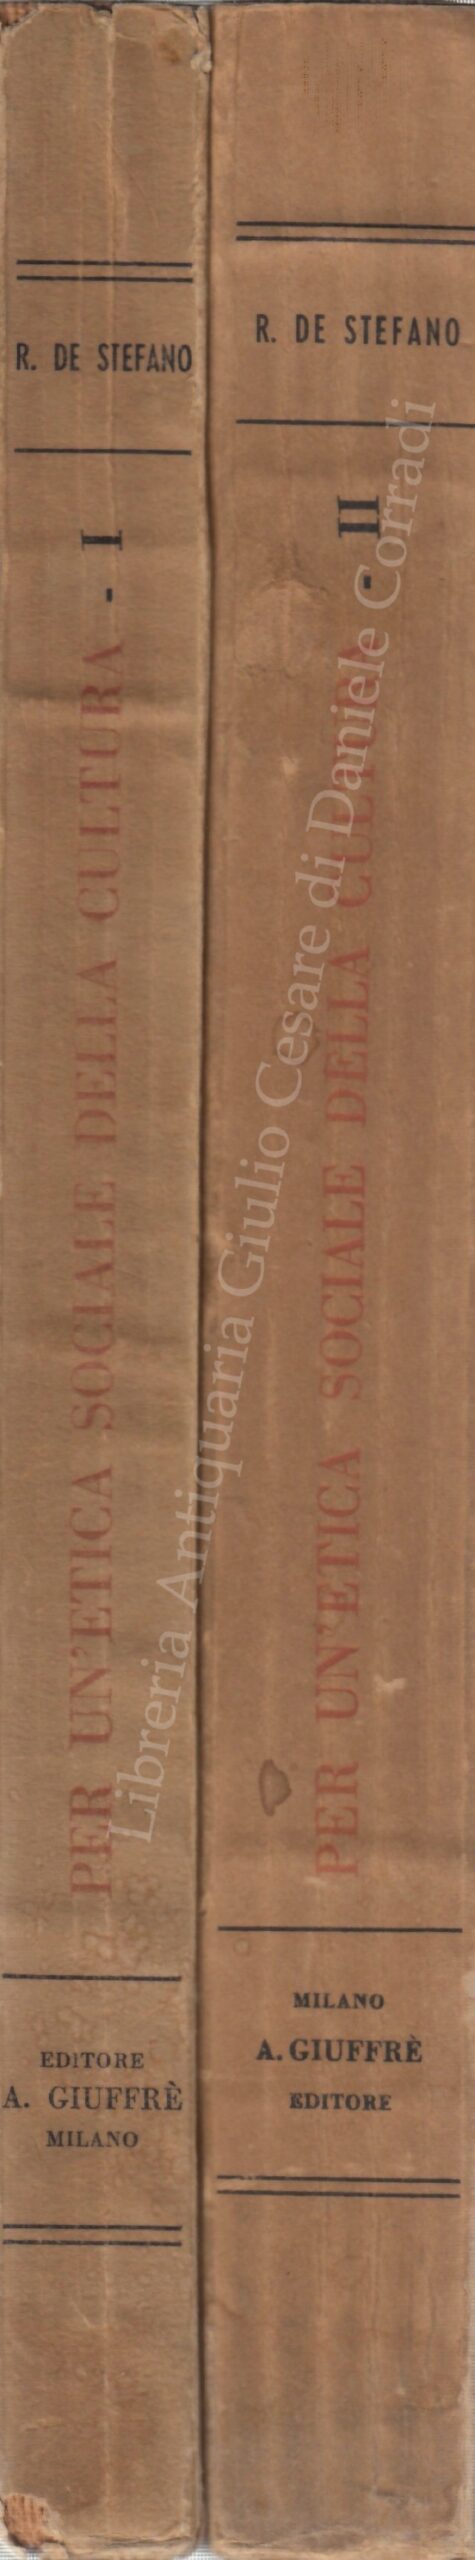 R. DE STEFANO
PER UN'ETICA SOCIALE DELLA CULTURA - I
EDITORE
A. GIUFFRÈ
MILANO
R. DE STEFANO
PER UN'ETICA SOCIALE DELLA CULTURA - II
MILANO
A. GIUFFRÈ
EDITORE
Libreria Antiquaria Giulio Cesare di Daniele Corradi